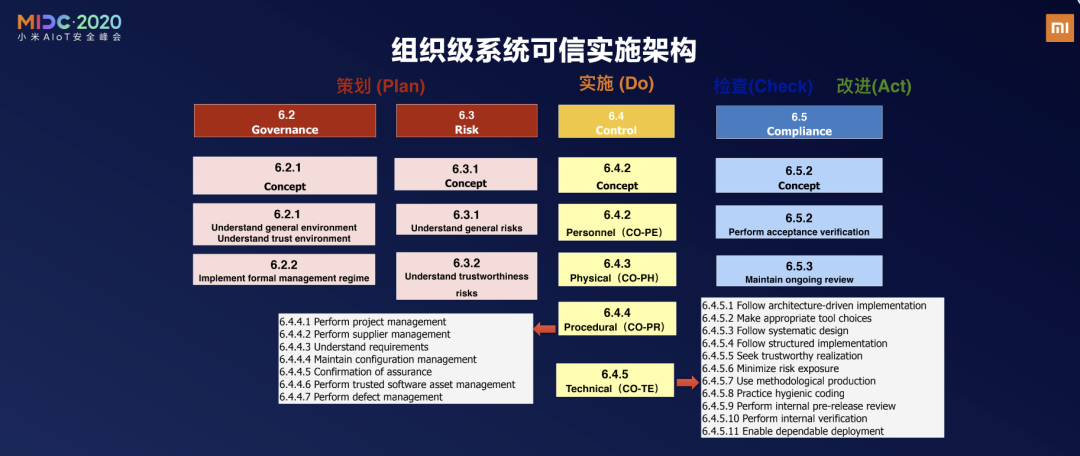 MIDC·2020
小米AIoT安全峰会
MI
组织级系统可信实施架构
策划 (Plan)
实施 (Do)
检查(Check)
改进(Act)
6.2
Governance
6.3
Risk
6.4
Control
6.5
Compliance
6.2.1
Concept
6.3.1
Concept
6.4.2
Concept
6.5.2
Concept
6.2.1
Understand general environment
Understand trust environment
6.3.1
Understand general risks
6.4.2
Personnel（CO-PE）
6.5.2
Perform acceptance verification
6.2.2
Implement formal management regime
6.3.2
Understand trustworthiness
risks
6.4.3
Physical（CO-PH）
6.5.3
Maintain ongoing review
6.4.4
Procedural（CO-PR）
6.4.4.1 Perform project management
6.4.4.2 Perform supplier management
6.4.4.3 Understand requirements
6.4.4.4 Maintain configuration management
6.4.4.5 Confirmation of assurance
6.4.4.6 Perform trusted software asset management
6.4.4.7 Perform defect management
6.4.5
Technical（CO-TE）
6.4.5.1 Follow architecture-driven implementation
6.4.5.2 Make appropriate tool choices
6.4.5.3 Follow systematic design
6.4.5.4 Follow structured implementation
6.4.5.5 Seek trustworthy realization
6.4.5.6 Minimize risk exposure
6.4.5.7 Use methodological production
6.4.5.8 Practice hygienic coding
6.4.5.9 Perform internal pre-release review
6.4.5.10 Perform internal verification
6.4.5.11 Enable dependable deployment